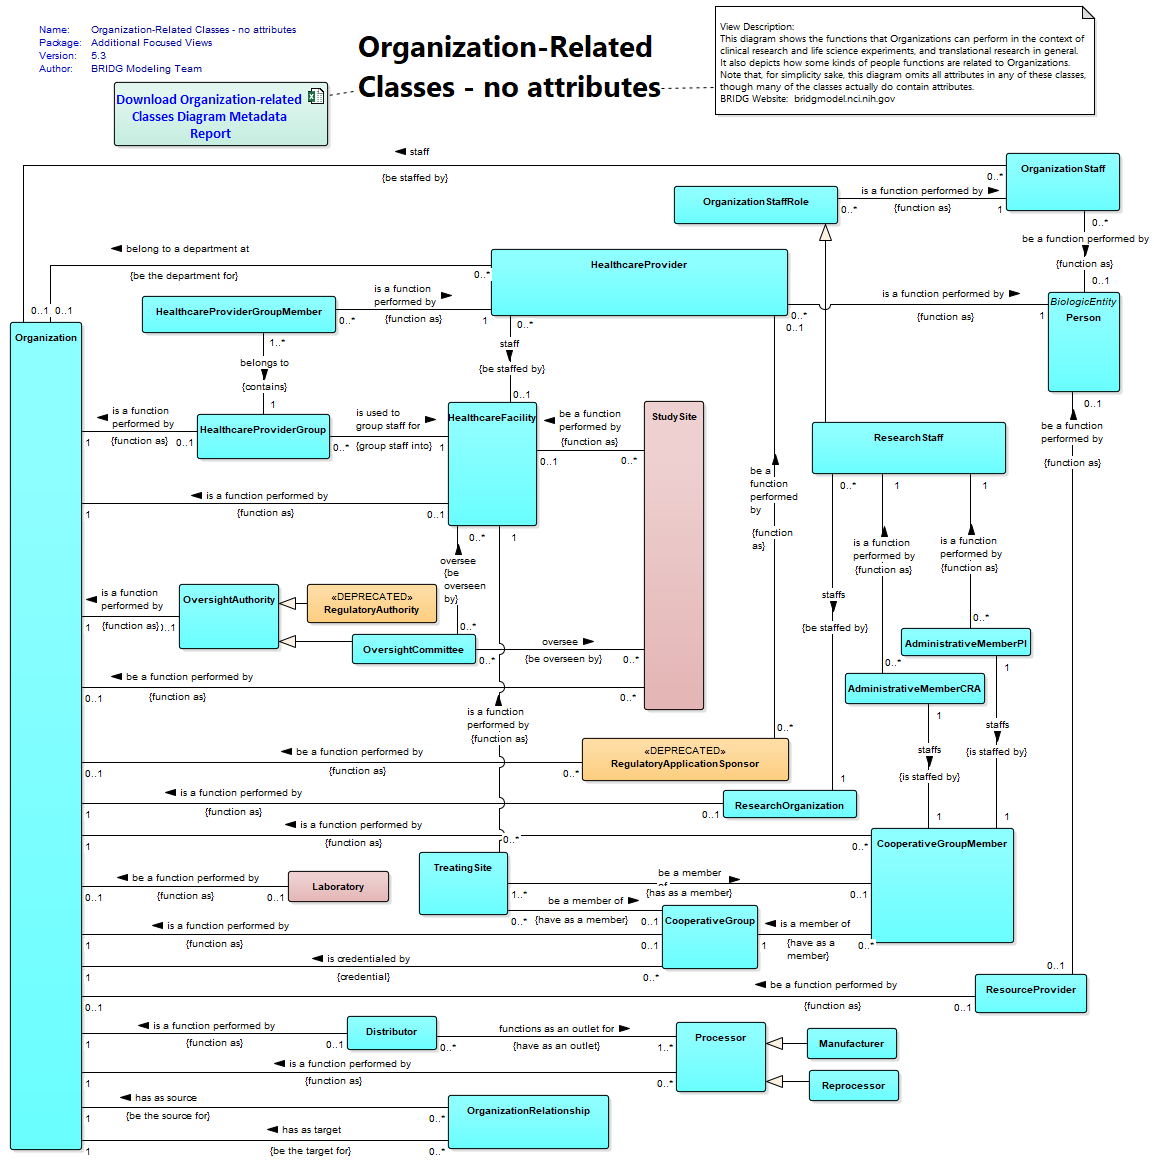 Name: Organization-Related Classes - no attributes
Package: Additional Focused Views
Version: 5.3
Author: BRIDG Modeling Team
Download Organization-related
Classes Diagram Metadata
Report
Organization-Related
Classes - no attributes
View Description:
This diagram shows the functions that Organizations can perform in the context of
clinical research and life science experiments, and translational research in general.
It also depicts how some kinds of people functions are related to Organizations.
Note that, for simplicity sake, this diagram omits all attributes in any of these classes,
though many of the classes actually do contain attributes.
BRIDG Website: bridgmodel.nci.nih.gov
staff
{be staffed by}
0..*
OrganizationStaff
OrganizationStaffRole
0..*
is a function performed by
{function as}
1
0..*
be a function performed by
{function as}
0..1
belong to a department at
{be the department for}
0..*
HealthcareProvider
0..1 0..1
Organization
HealthcareProviderGroupMember
0..*
is a function
performed by
{function as}
1
0..*
staff
{be staffed by}
0..1
0..*
0..1
is a function performed by
{function as}
1
BiologicEntity
Person
0..1
1..*
belongs to
{contains}
1
is a function
performed by
{function as}
1
0..1
HealthcareProviderGroup
0..*
is used to
group staff for
{group staff into}
1
HealthcareFacility
be a function
performed by
{function as}
0..1
0..*
StudySite
be a
function
performed
by
{function
as}
ResearchStaff
be a function
performed by
{function as}
is a function performed by
{function as}
1
0..1
0..*
1
oversee
{be
overseen
by}
0..*
0..*
1
1
is a function
performed by
{function as}
is a function
performed by
{function as}
staffs
{be staffed by}
is a function
performed by
{function as}
1
OversightAuthority
«DEPRECATED»
RegulatoryAuthority
OversightCommittee
0..*
oversee
{be overseen by}
0..*
0..*
AdministrativeMemberPI
1
0..*
AdministrativeMemberCRA
1
be a function performed by
{function as}
0..1
0..*
is a function
performed by
{function as}
staffs
{is staffed by}
1
staffs
{is staffed by}
1
be a function performed by
{function as}
0..1
0..*
«DEPRECATED»
RegulatoryApplicationSponsor
0..*
is a function performed by
{function as}
0..1
ResearchOrganization
1
is a function performed by
{function as}
1
0..*
0..*
CooperativeGroupMember
TreatingSite
be a member
{has as a member}
1..*
0..1
be a function performed by
{function as}
0..1
0..1
Laboratory
be a member of
{have as a member}
0..*
0..1
CooperativeGroup
is a member of
{have as a
member}
1
0..*
is a function performed by
{function as}
1
0..1
is credentialed by
{credential}
1
0..*
be a function performed by
{function as}
0..1
0..1
0..1
ResourceProvider
is a function performed by
{function as}
1
0..1
Distributor
functions as an outlet for
{have as an outlet}
0..*
1..*
Processor
Manufacturer
Reprocessor
is a function performed by
{function as}
1
0..*
has as source
{be the source for}
1
0..*
OrganizationRelationship
has as target
{be the target for}
1
0..*